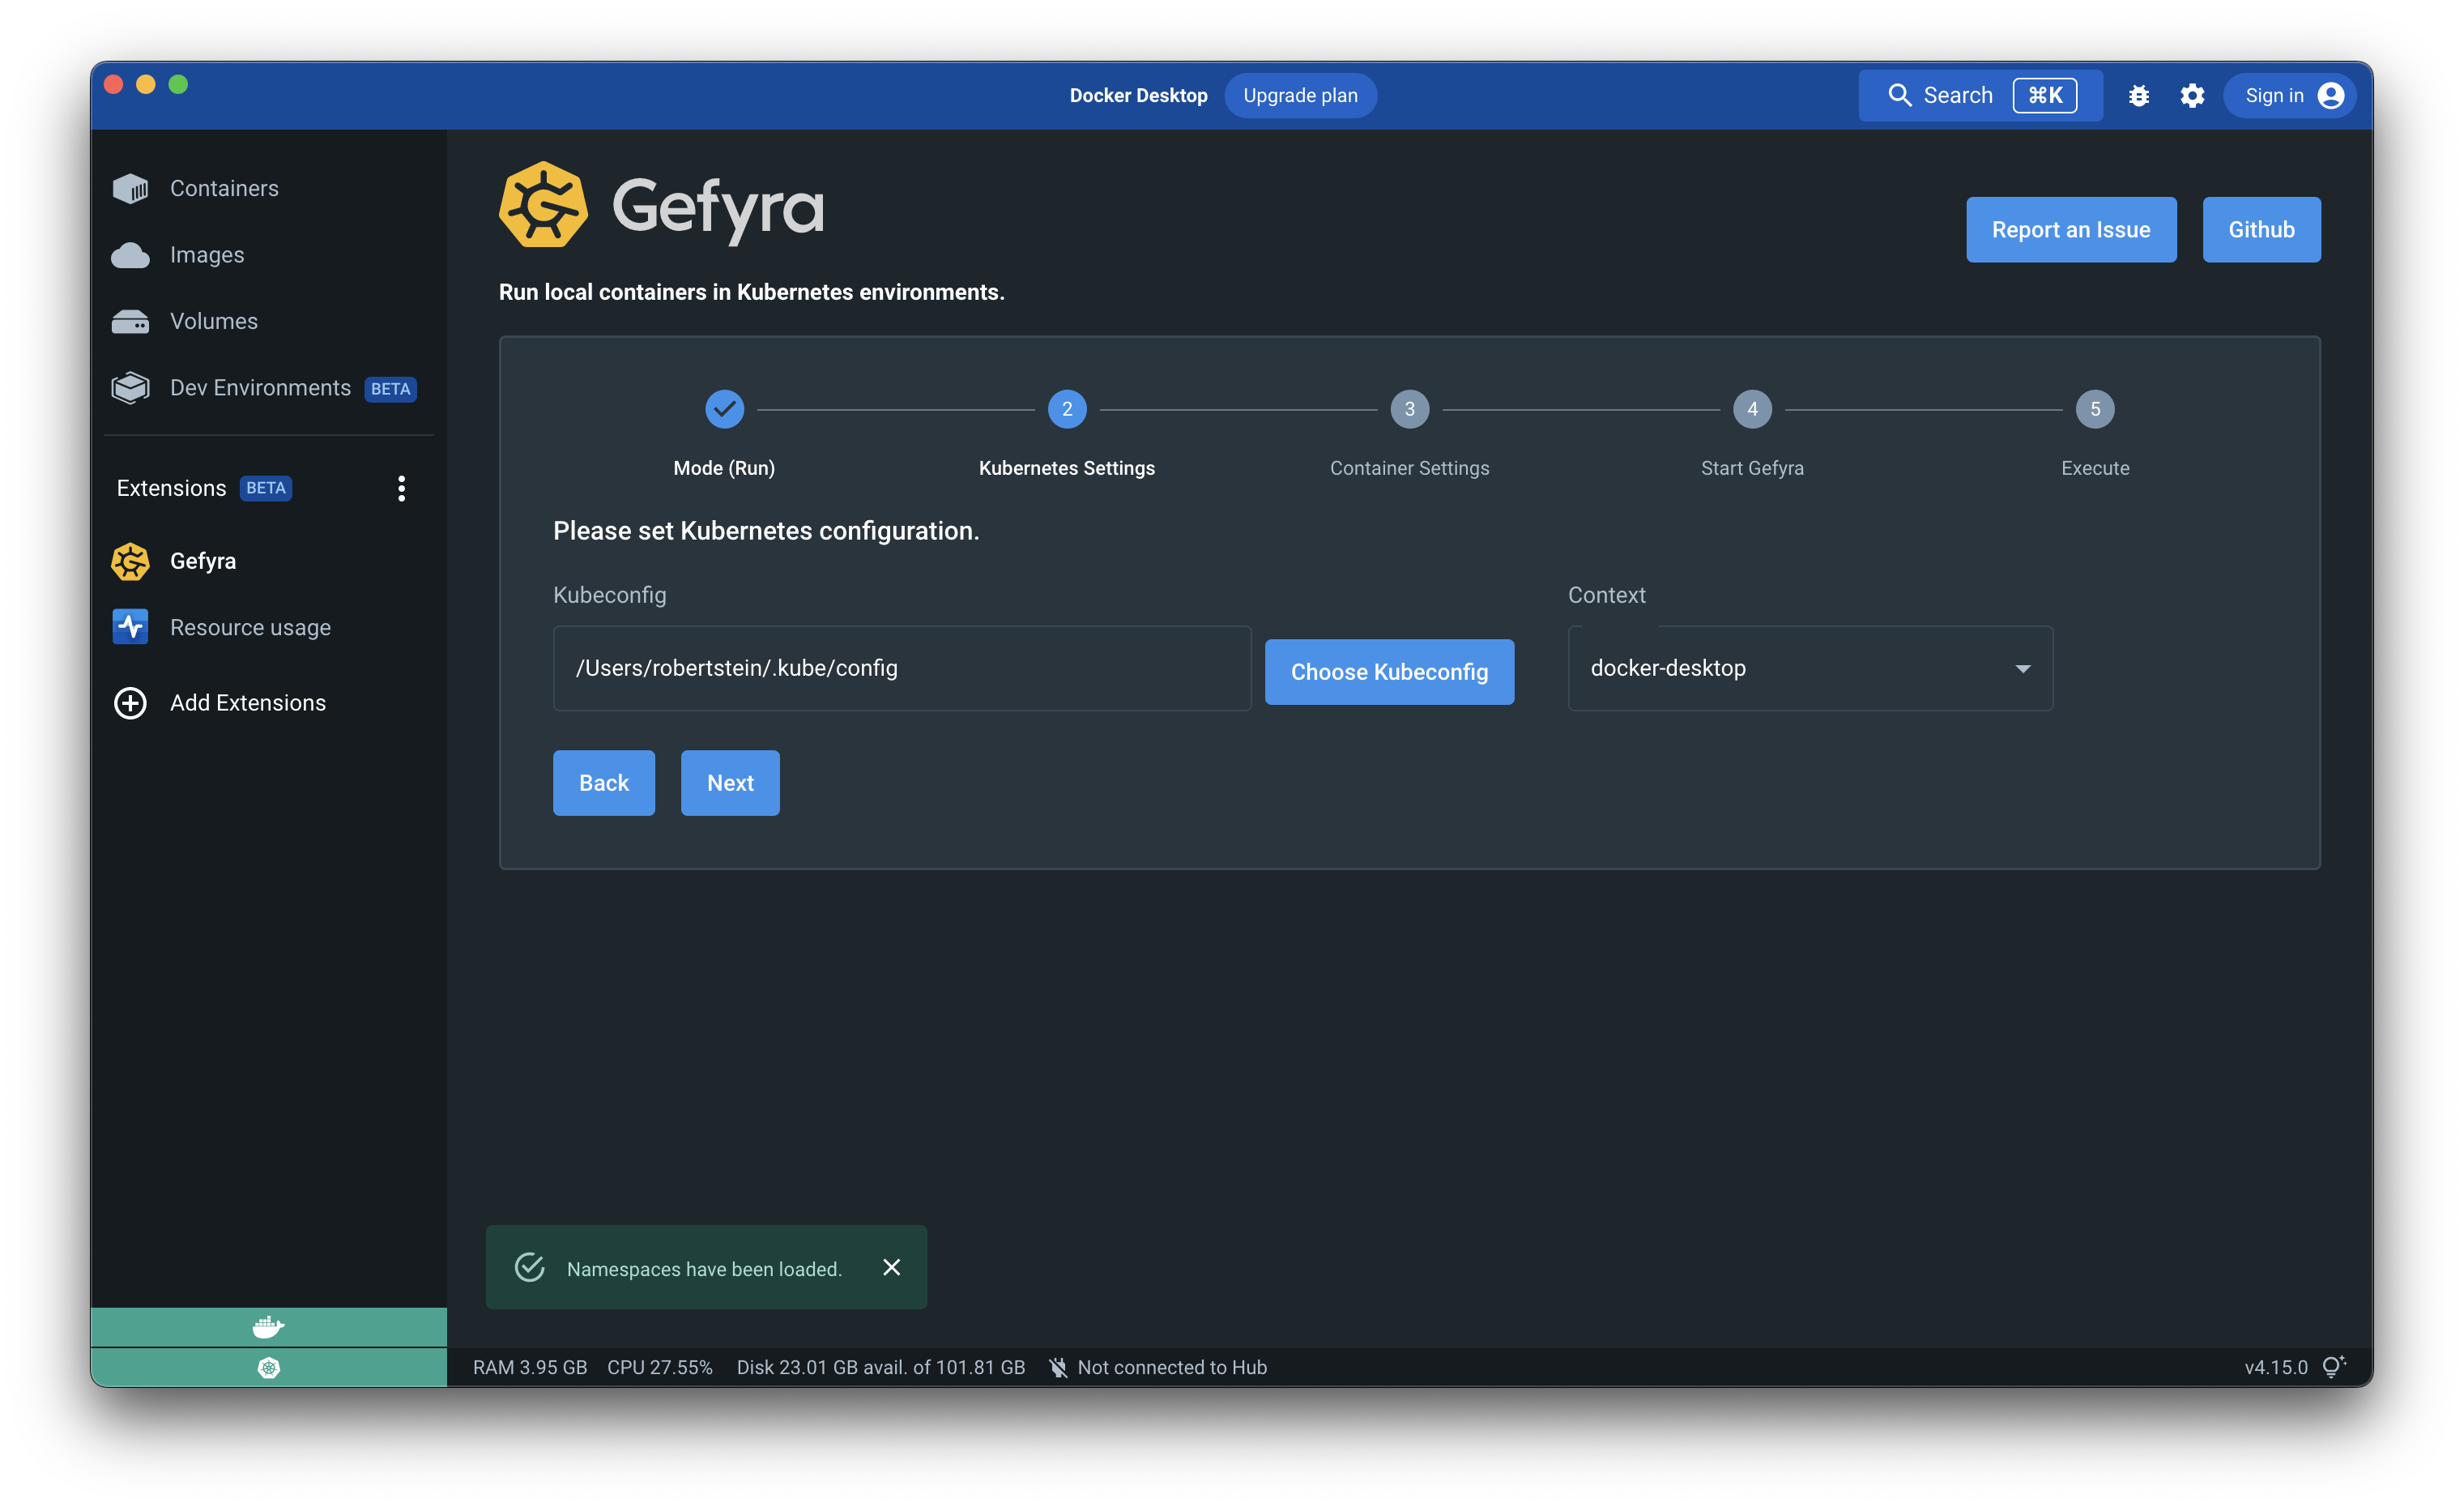 Docker Desktop
Upgrade plan
Search
⌘K
Sign in
Containers
Images
Volumes
Dev Environments BETA
Extensions BETA
Gefyra
Resource usage
Add Extensions
Gefyra
Report an Issue
Github
Run local containers in Kubernetes environments.
2
3
4
5
Mode (Run)
Kubernetes Settings
Container Settings
Start Gefyra
Execute
Please set Kubernetes configuration.
Kubeconfig
Context
/Users/robertstein/.kube/config
Choose Kubeconfig
docker-desktop
Back
Next
Namespaces have been loaded.
RAM 3.95 GB CPU 27.55% Disk 23.01 GB avail. of 101.81 GB Not connected to Hub
v4.15.0